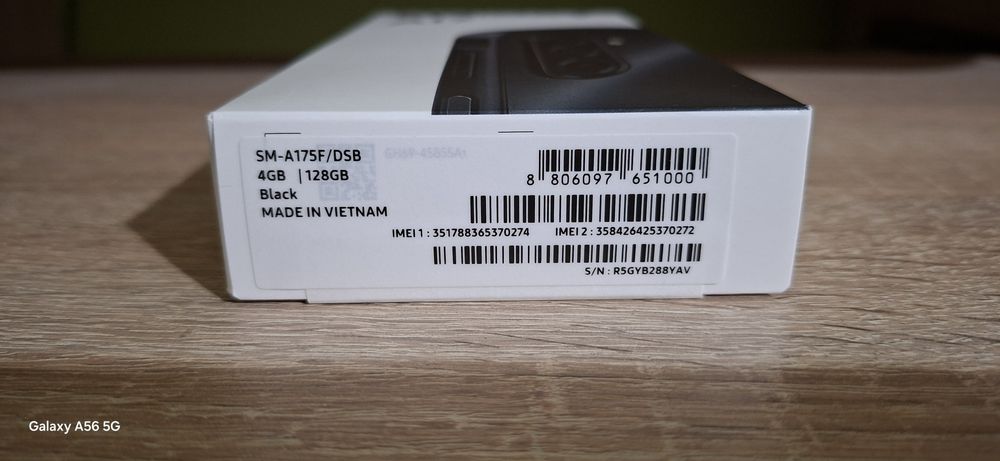 SM-A175F/DSB
4GB | 128GB
Black
MADE IN VIETNAM
8 806097 651000
IMEI 1 : 351788365370274 IMEI 2 : 358426425370272
S/N : R5GYB288YAV
Galaxy A56 5G